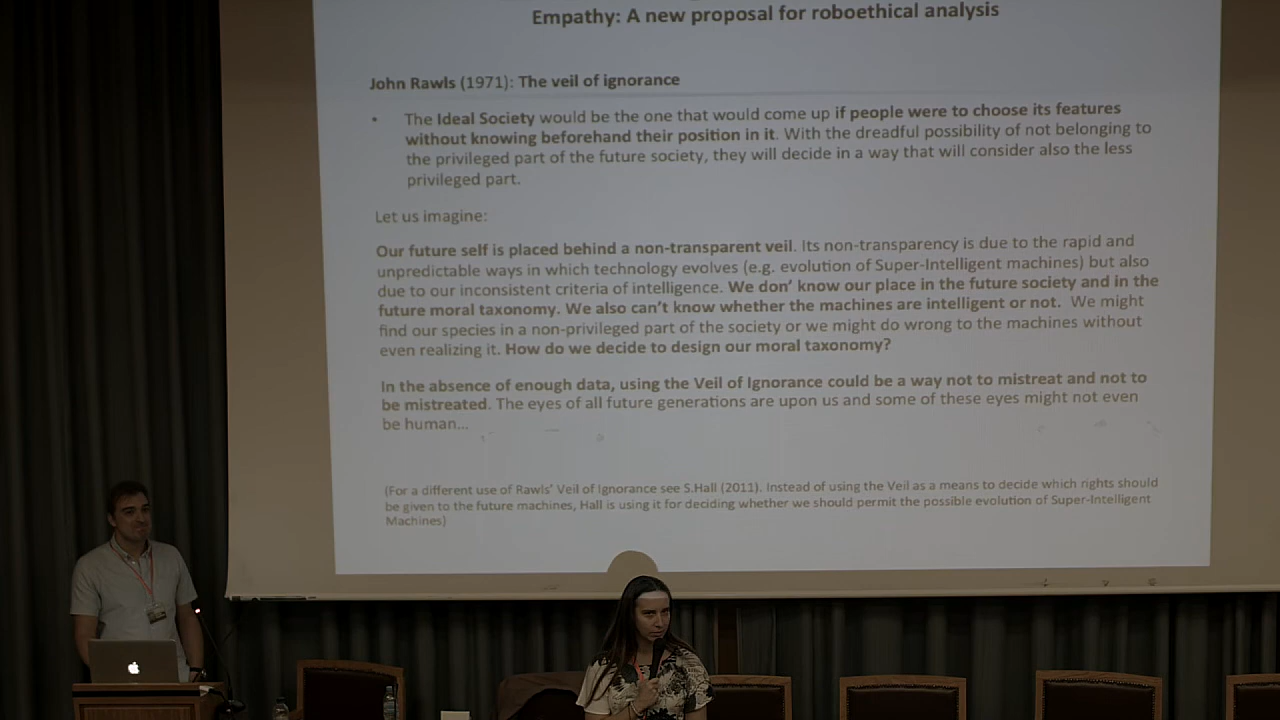 Empathy: A new proposal for roboethical analysis
John Rawls (1971): The veil of ignorance
• The Ideal Society would be the one that would come up if people were to choose its features
without knowing beforehand their position in it. With the dreadful possibility of not belonging to
the privileged part of the future society, they will decide in a way that will consider also the less
privileged part.
Let us imagine:
Our future self is placed behind a non-transparent veil. Its non-transparency is due to the rapid and
unpredictable ways in which technology evolves (e.g. evolution of Super-Intelligent machines) but also
due to our inconsistent criteria of intelligence. We don' know our place in the future society and in the
future moral taxonomy. We also can't know whether the machines are intelligent or not. We might
find our species in a non-privileged part of the society or we might do wrong to the machines without
even realizing it. How do we decide to design our moral taxonomy?
In the absence of enough data, using the Veil of Ignorance could be a way not to mistreat and not to
be mistreated. The eyes of all future generations are upon us and some of these eyes might not even
be human...
(For a different use of Rawls' Veil of Ignorance see S.Hall (2011). Instead of using the Veil as a means to decide which rights should
be given to the future machines, Hall is using it for deciding whether we should permit the possible evolution of Super-Intelligent
Machines)